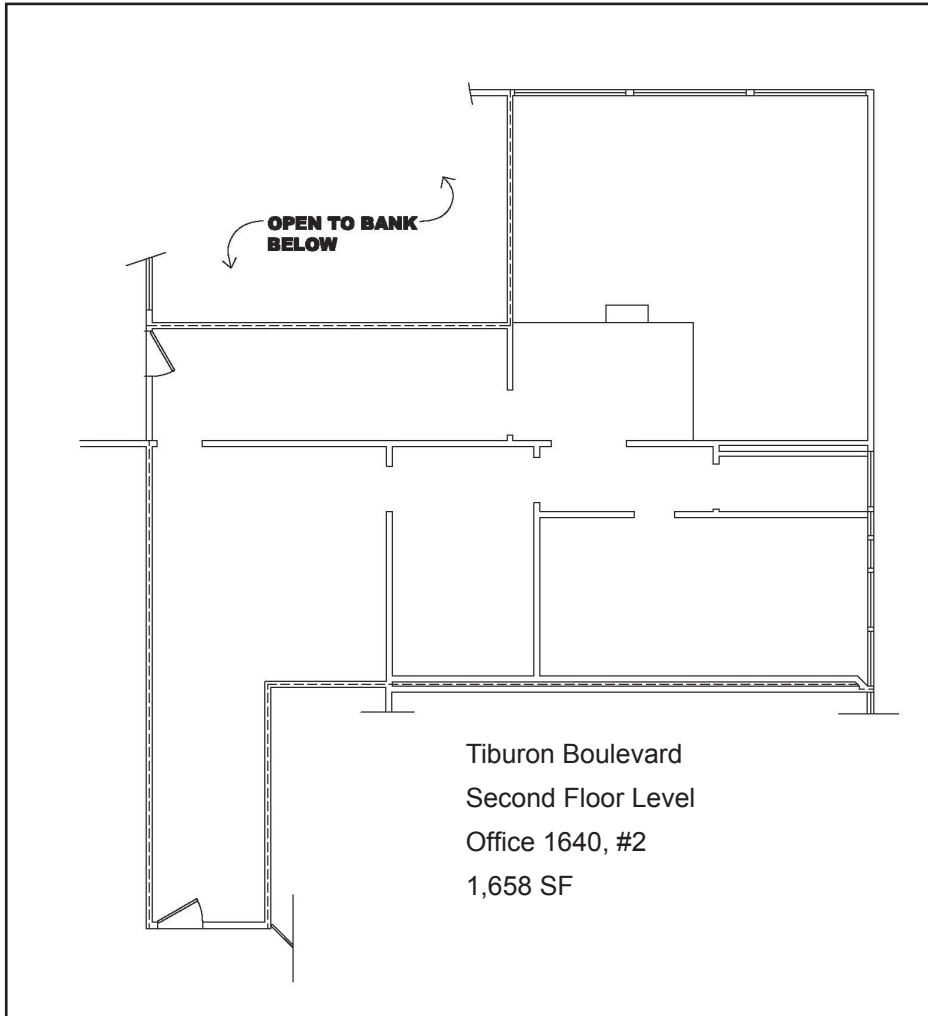 OPEN TO BANK
BELOW
Tiburon Boulevard
Second Floor Level
Office 1640, #2
1,658 SF